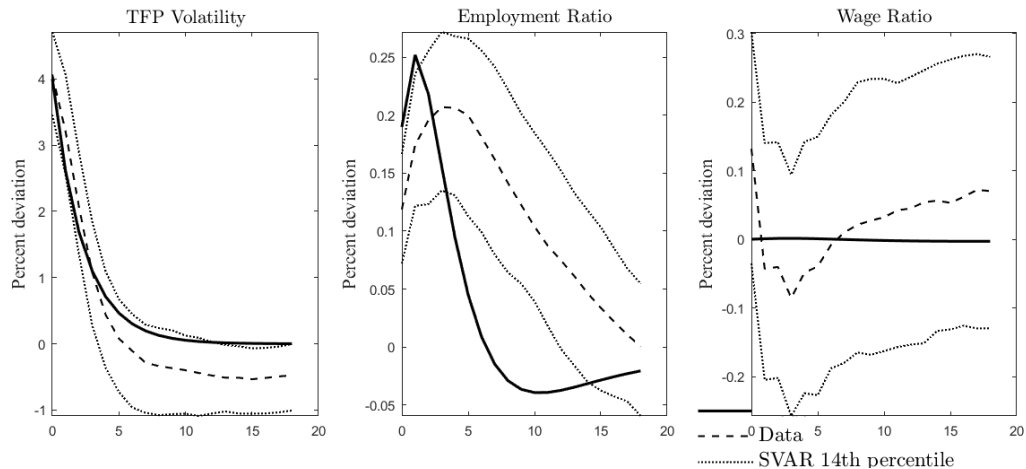 TFP Volatility
Employment Ratio
Wage Ratio
Percent deviation
4
3
2
1
0
-1
0 5 10 15 20
Percent deviation
0.25
0.2
0.15
0.1
0.05
0
-0.05
0 5 10 15 20
Percent deviation
0.3
0.2
0.1
0
-0.1
-0.2
0 5 10 15 20
Data
SVAR 14th percentile